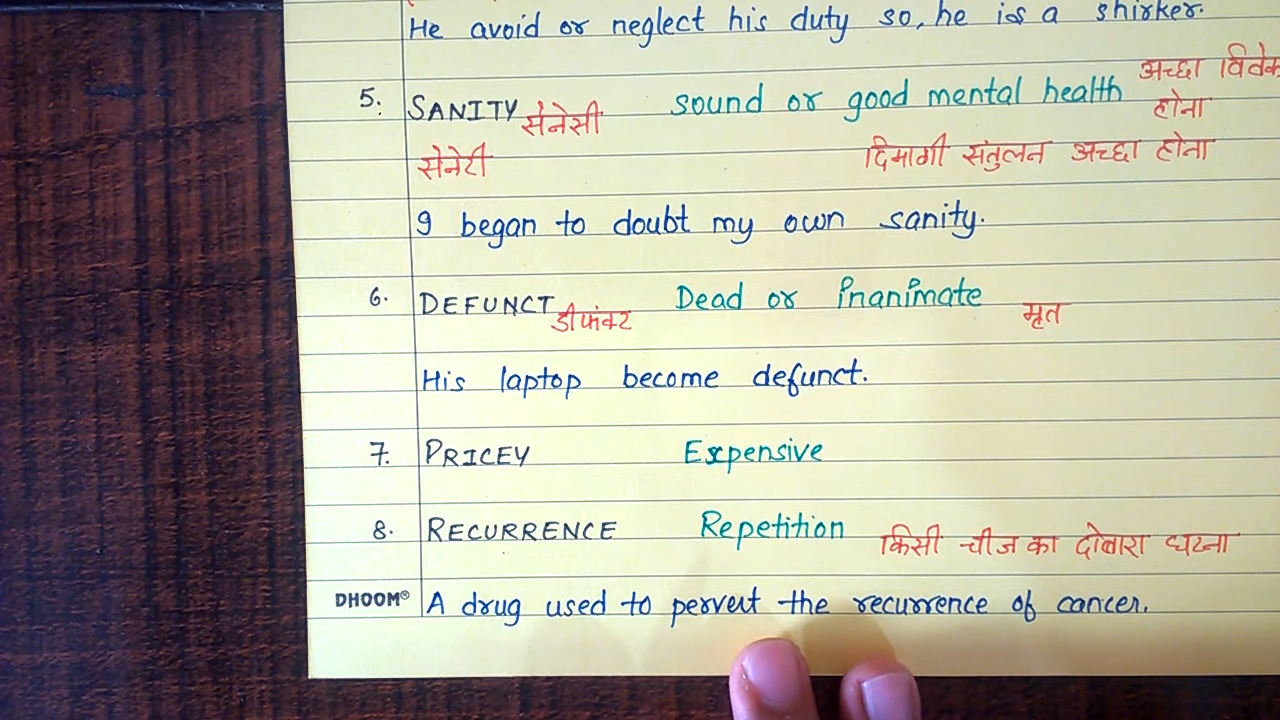 He avoid or neglect his duty so, he is a shirker.
5. SANITY सेनेसी sound or good mental health अच्छा विवेक
होना
सेनेटी दिमागी संतुलन अच्छा होना
I began to doubt my own sanity.
6. DEFUNCT डीफंक्ट Dead or inanimate मृत
His laptop become defunct.
7. PRICEY Expensive
8. RECURRENCE Repetition किसी चीज का दोबारा घटना
DHOOM® A drug used to pervent the recurrence of cancer.